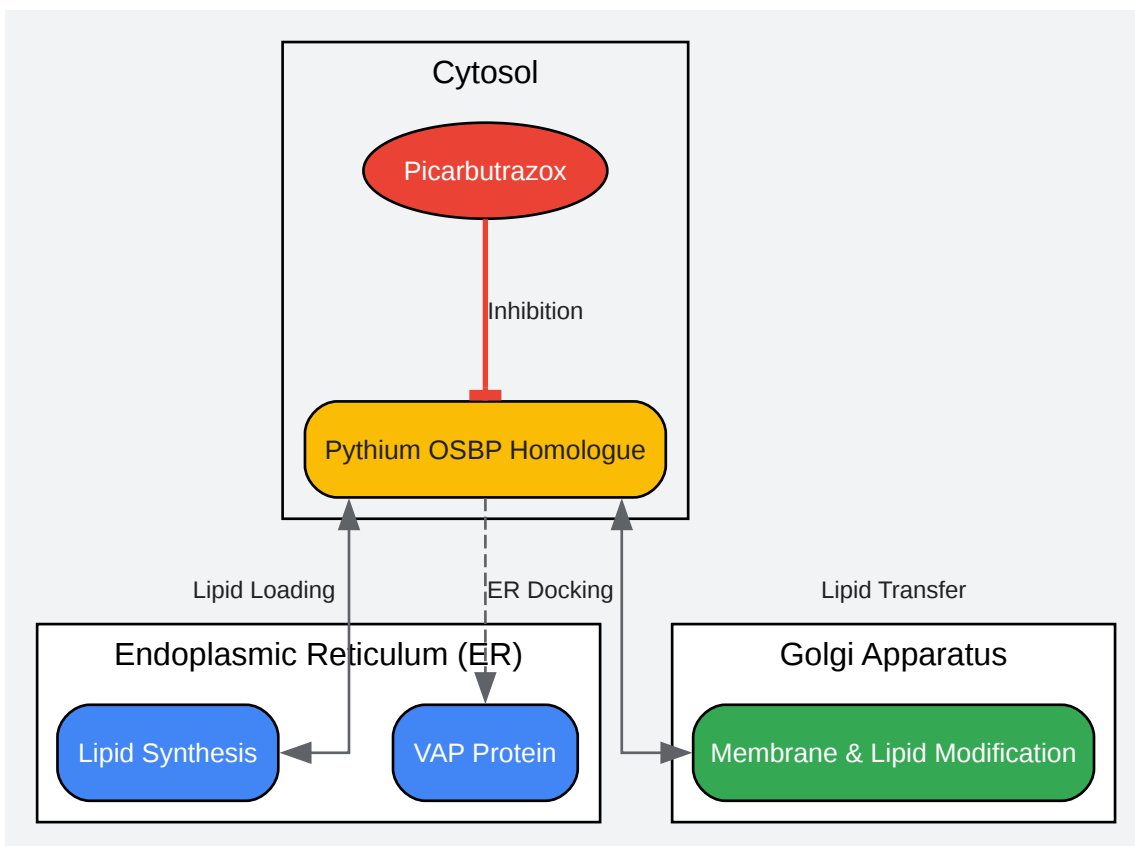 Cytosol
Picarbutrazox
Inhibition
Pythium OSBP Homologue
Lipid Loading
ER Docking
Lipid Transfer
Endoplasmic Reticulum (ER)
Golgi Apparatus
Lipid Synthesis
VAP Protein
Membrane & Lipid Modification